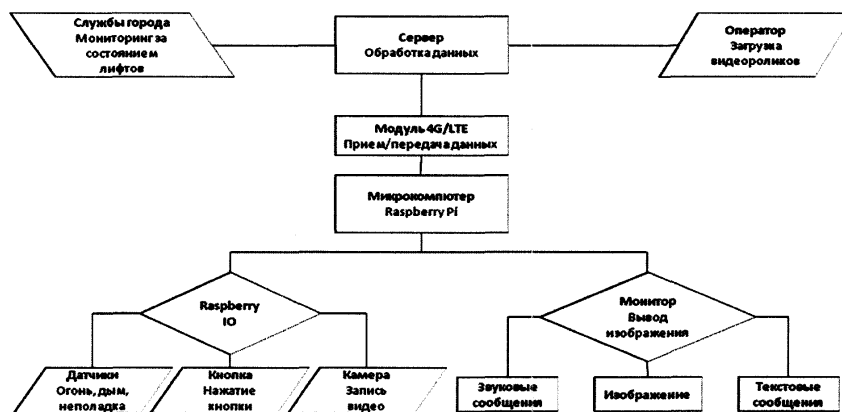 Службы города
Мониторинг за
состоянием
лифтов
Сервер
Обработка данных
Оператор
Загрузка
видеороликов
Модуль 4G/LTE
Прием/передача данных
Микрокомпютер
Raspberry Pi
Raspberry
IO
Монитор
Вывод
изображения
Датчики
Огонь, дым,
неполадка
Кнопка
Нажатие
кнопки
Камера
Запись
видео
Звуковые
сообщения
Изображение
Текстовые
сообщения